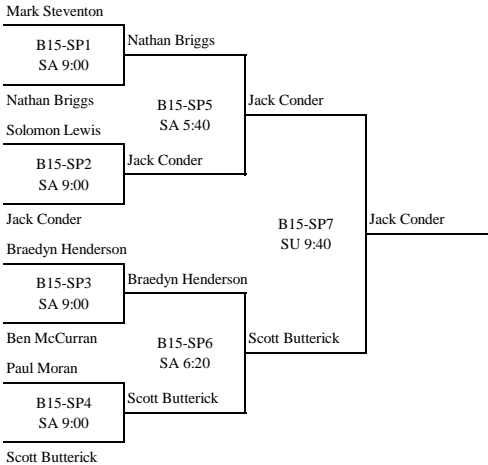 Mark Steventon
B15-SP1
SA 9:00
Nathan Briggs
Nathan Briggs
B15-SP5
SA 5:40
Jack Conder
Solomon Lewis
B15-SP2
SA 9:00
Jack Conder
Jack Conder
B15-SP7
SU 9:40
Jack Conder
Braedyn Henderson
B15-SP3
SA 9:00
Braedyn Henderson
Ben McCurran
B15-SP6
SA 6:20
Scott Butterick
Paul Moran
B15-SP4
SA 9:00
Scott Butterick
Scott Butterick